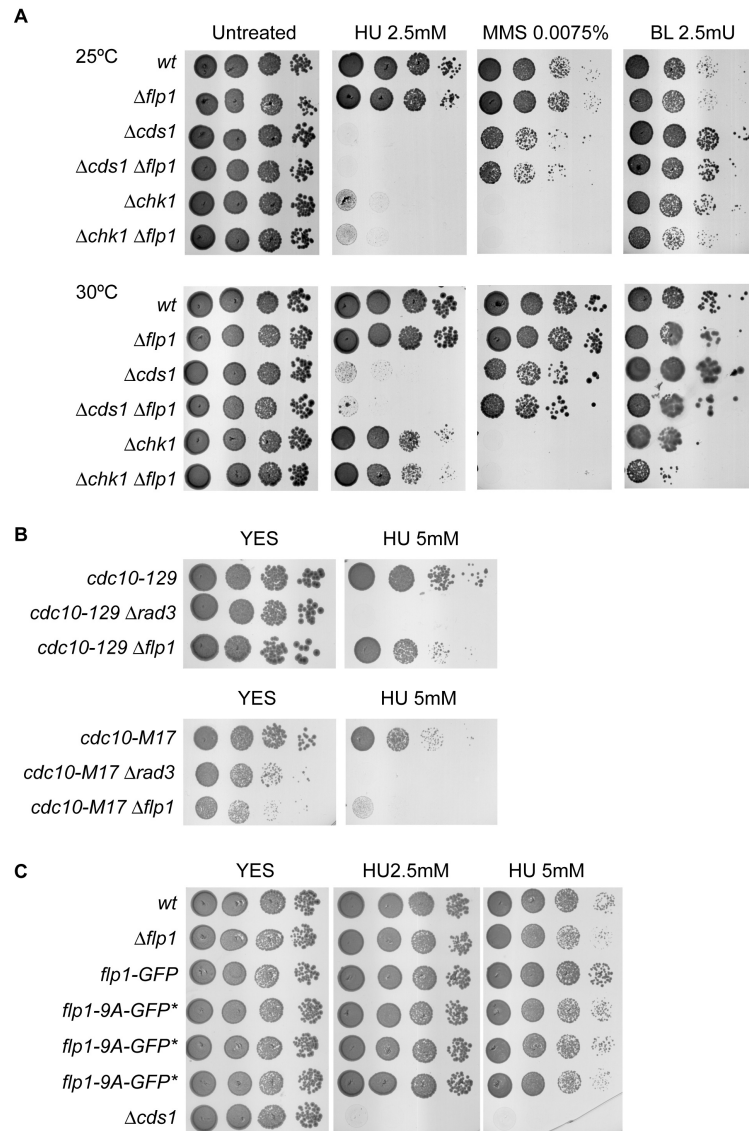 A
Untreated HU 2.5mM MMS 0.0075% BL 2.5mU
25ºC
wt
Δflp1
Δcds1
Δcds1 Δflp1
Δchk1
Δchk1 Δflp1
30ºC
wt
Δflp1
Δcds1
Δcds1 Δflp1
Δchk1
Δchk1 Δflp1
B
YES HU 5mM
cdc10-129
cdc10-129 Δrad3
cdc10-129 Δflp1
YES HU 5mM
cdc10-M17
cdc10-M17 Δrad3
cdc10-M17 Δflp1
C
YES HU2.5mM HU 5mM
wt
Δflp1
flp1-GFP
flp1-9A-GFP*
flp1-9A-GFP*
flp1-9A-GFP*
Δcds1